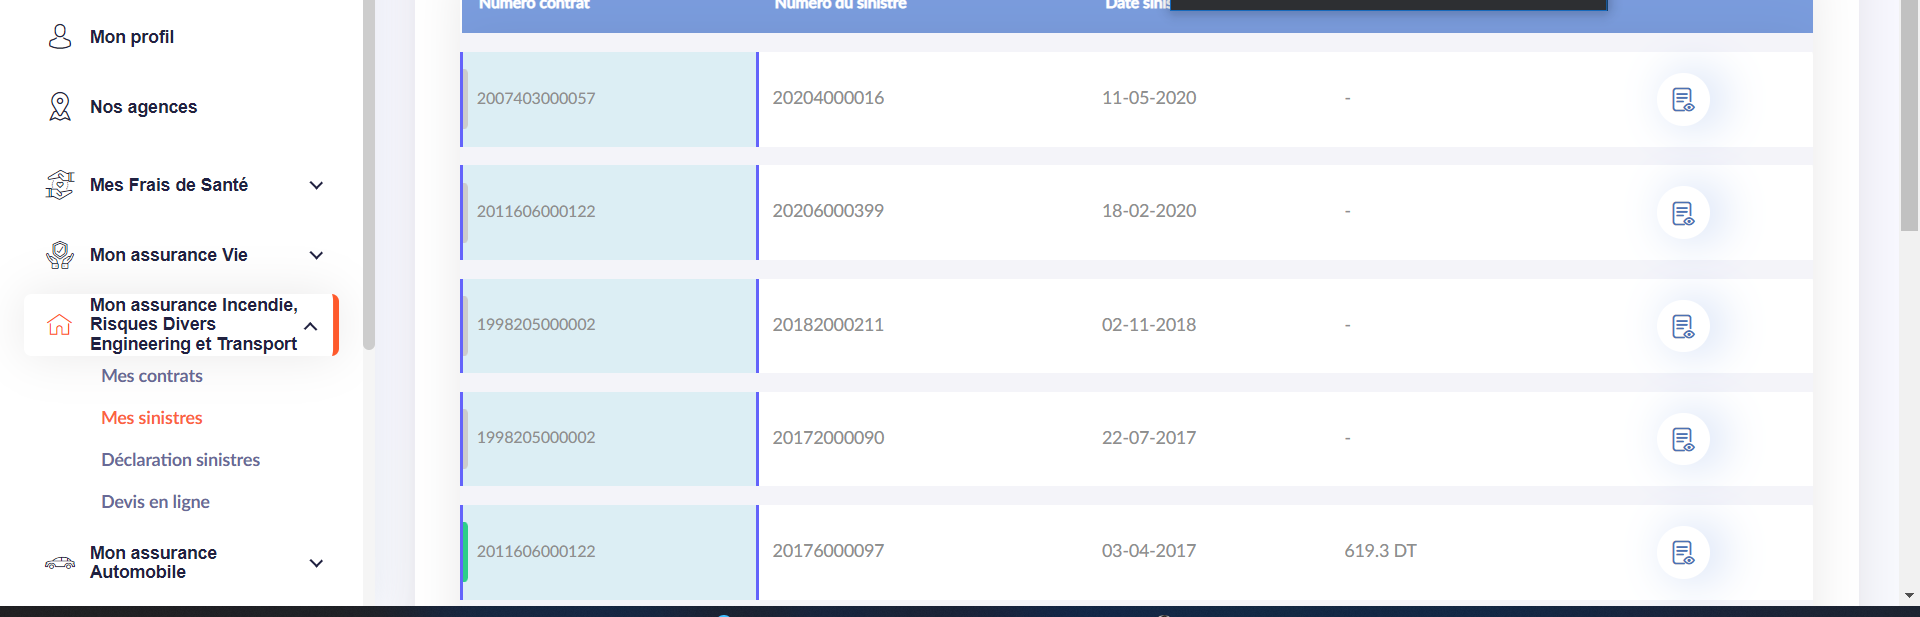 Mon profil
Nos agences
Mes Frais de Santé
Mon assurance Vie
Mon assurance Incendie,
Risques Divers
Engineering et Transport
Mes contrats
Mes sinistres
Déclaration sinistres
Devis en ligne
Mon assurance
Automobile
Numéro contrat Numéro du sinistre Date
2007403000057 20204000016 11-05-2020 -
2011606000122 20206000399 18-02-2020 -
1998205000002 20182000211 02-11-2018 -
1998205000002 20172000090 22-07-2017 -
2011606000122 20176000097 03-04-2017 619.3 DT